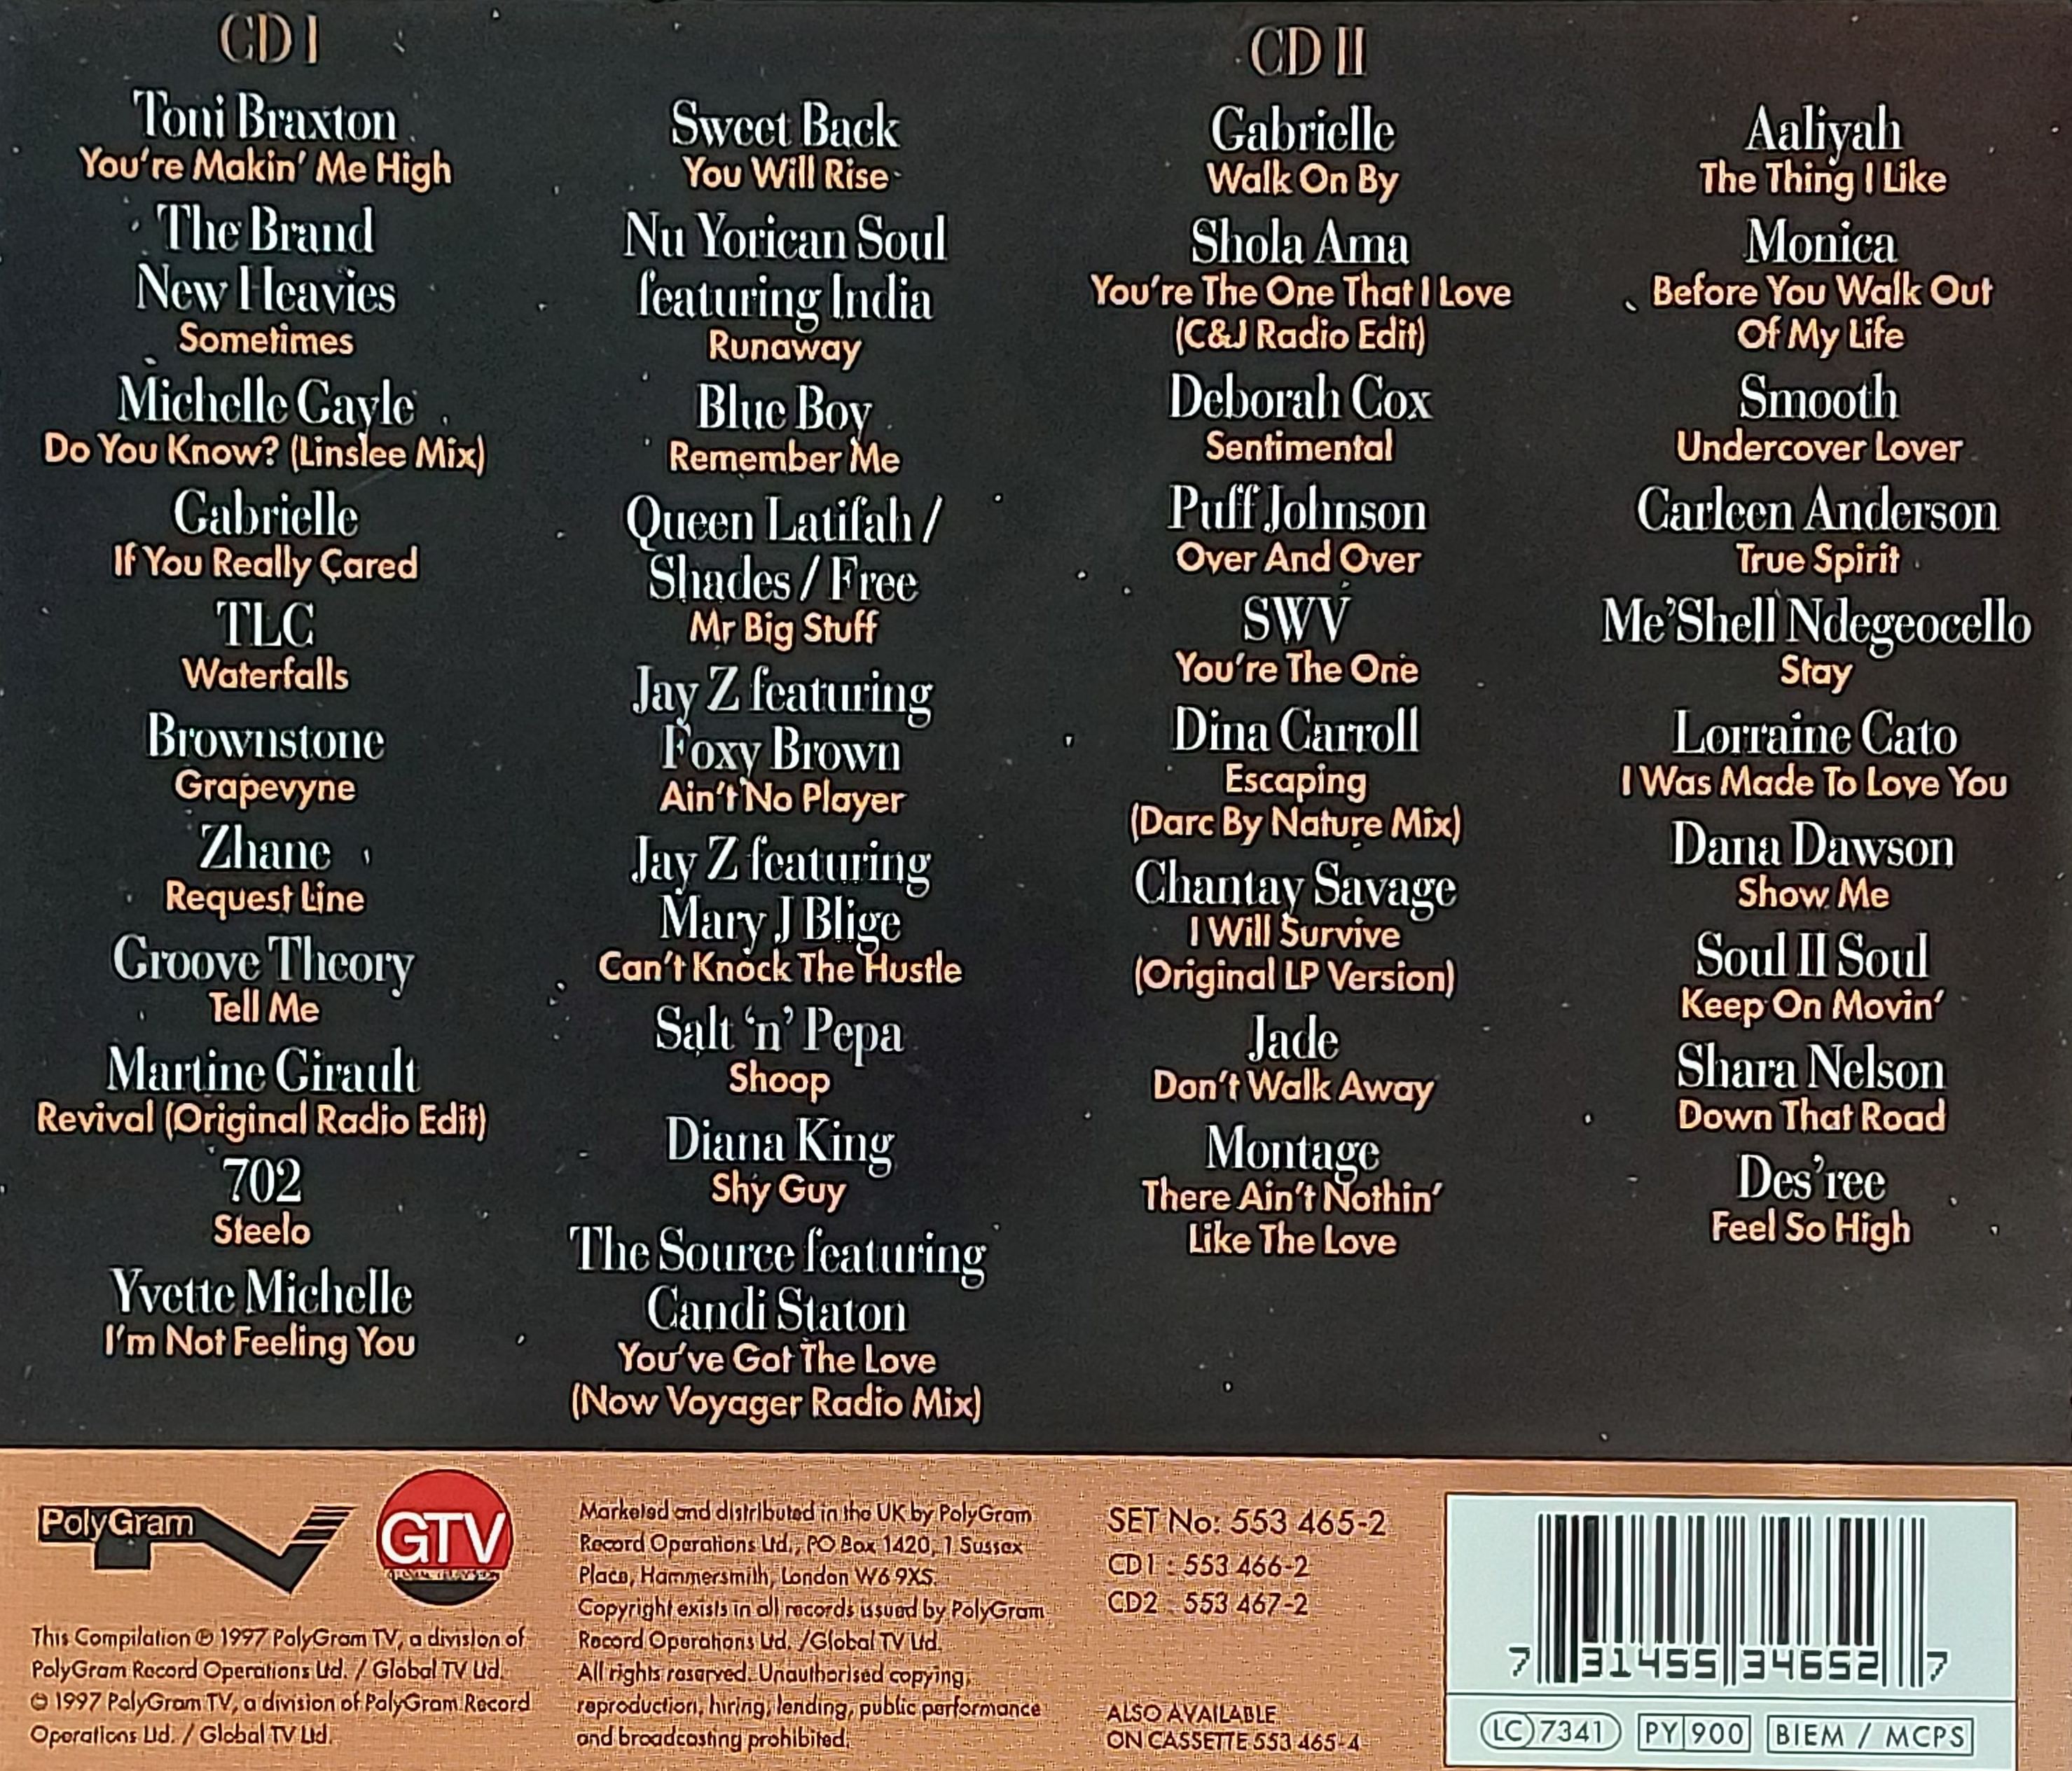 CD I
Toni Braxton
You're Makin' Me High
The Brand
New Heavies
Sometimes
Michelle Gayle
Do You Know? (Linslee Mix)
Gabrielle
If You Really Cared
TLC
Waterfalls
Brownstone
Grapevyne
Zhane
Request Line
Groove Theory
Tell Me
Martine Girault
Revival (Original Radio Edit)
702
Steelo
Yvette Michelle
I'm Not Feeling You
Sweet Back
You Will Rise
Nu Yorican Soul
featuring India
Runaway
Blue Boy
Remember Me
Queen Latifah /
Shades / Free
Mr Big Stuff
Jay Z featuring
Foxy Brown
Ain't No Player
Jay Z featuring
Mary J Blige
Can't Knock The Hustle
Salt 'n' Pepa
Shoop
Diana King
Shy Guy
The Source featuring
Candi Staton
You've Got The Love
(Now Voyager Radio Mix)
CD II
Gabrielle
Walk On By
Shola Ama
You're The One That I Love
(C&J Radio Edit)
Deborah Cox
Sentimental
Puff Johnson
Over And Over
SWV
You're The One
Dina Carroll
Escaping
(Darc By Nature Mix)
Chantay Savage
I Will Survive
(Original LP Version)
Jade
Don't Walk Away
Montage
There Ain't Nothin'
Like The Love
Aaliyah
The Thing I Like
Monica
Before You Walk Out
Of My Life
Smooth
Undercover Lover
Carleen Anderson
True Spirit
Me'Shell Ndegeocello
Stay
Lorraine Cato
I Was Made To Love You
Dana Dawson
Show Me
Soul II Soul
Keep On Movin'
Shara Nelson
Down That Road
Des'ree
Feel So High
PolyGram
GTV
This Compilation ℗ 1997 PolyGram TV, a division of
PolyGram Record Operations Ltd. / Global TV Ltd.
© 1997 PolyGram TV, a division of PolyGram Record
Operations Ltd. / Global TV Ltd.
Marketed and distributed in the UK by PolyGram
Record Operations Ltd., PO Box 1420, 1 Sussex
Place, Hammersmith, London W6 9XS.
Copyright exists in all records issued by PolyGram
Record Operations Ltd. /Global TV Ltd.
All rights reserved. Unauthorised copying,
reproduction, hiring, lending, public performance
and broadcasting prohibited.
SET No: 553 465-2
CD1 : 553 466-2
CD2 : 553 467-2
ALSO AVAILABLE
ON CASSETTE 553 465-4
7 31455 34652 7
LC 7341 PY 900 BIEM / MCPS